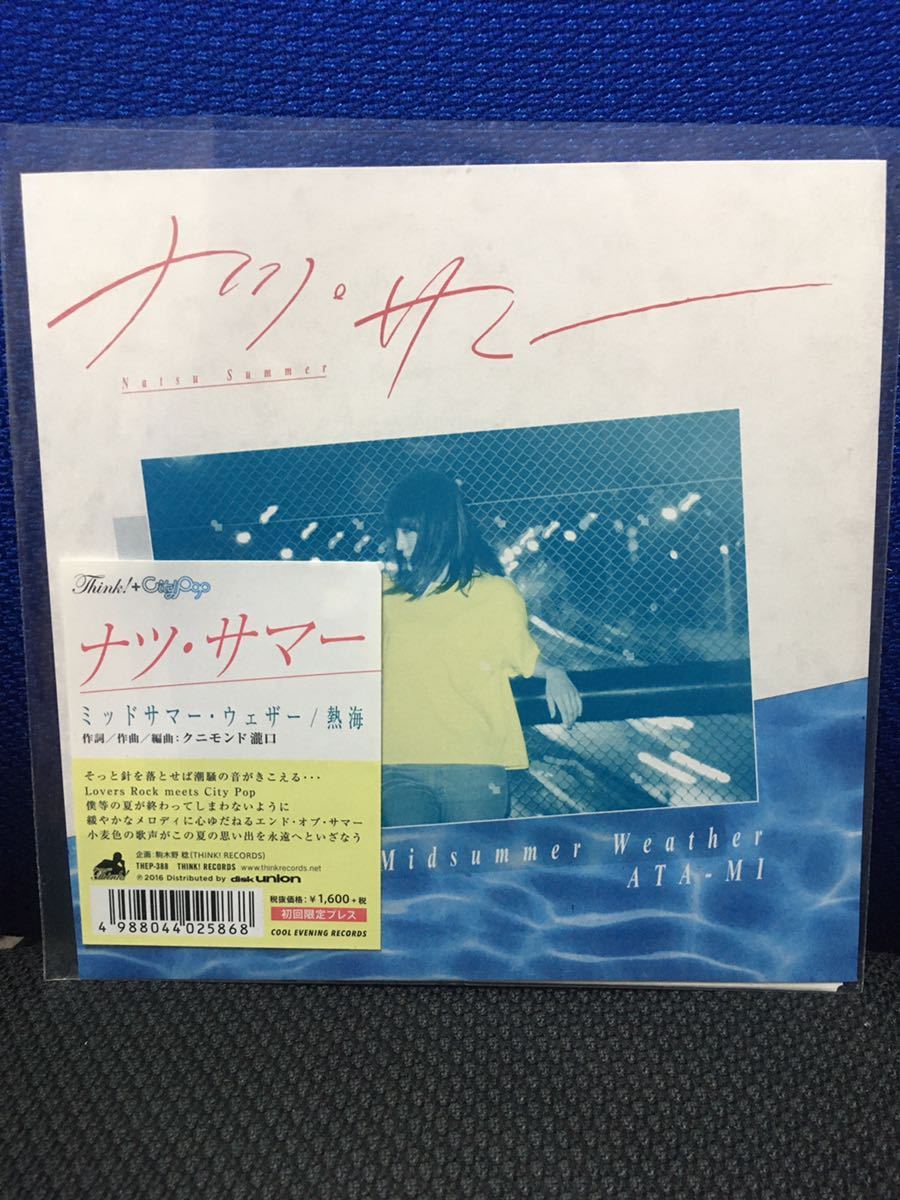 ナツ・サマー
Natsu Summer
Think!+CityPop
ナツ・サマー
ミッドサマー・ウェザー/熱海
作詞/作曲/編曲:クニモンド瀧口
そっと針を落とせば潮騒の音がきこえる・・・
Lovers Rock meets City Pop
僕等の夏が終わってしまわないように
緩やかなメロディに心ゆだねるエンド・オブ・サマー
小麦色の歌声がこの夏の思い出を永遠へといざなう
企画:駒木野 稔(THINK! RECORDS)
THEP-388 THINK! RECORDS www.thinkrecords.net
℗2016 Distributed by disk union
税抜価格:¥1,600+税
初回限定プレス
4 988044 025868
COOL EVENING RECORDS
Midsummer Weather
ATA-MI